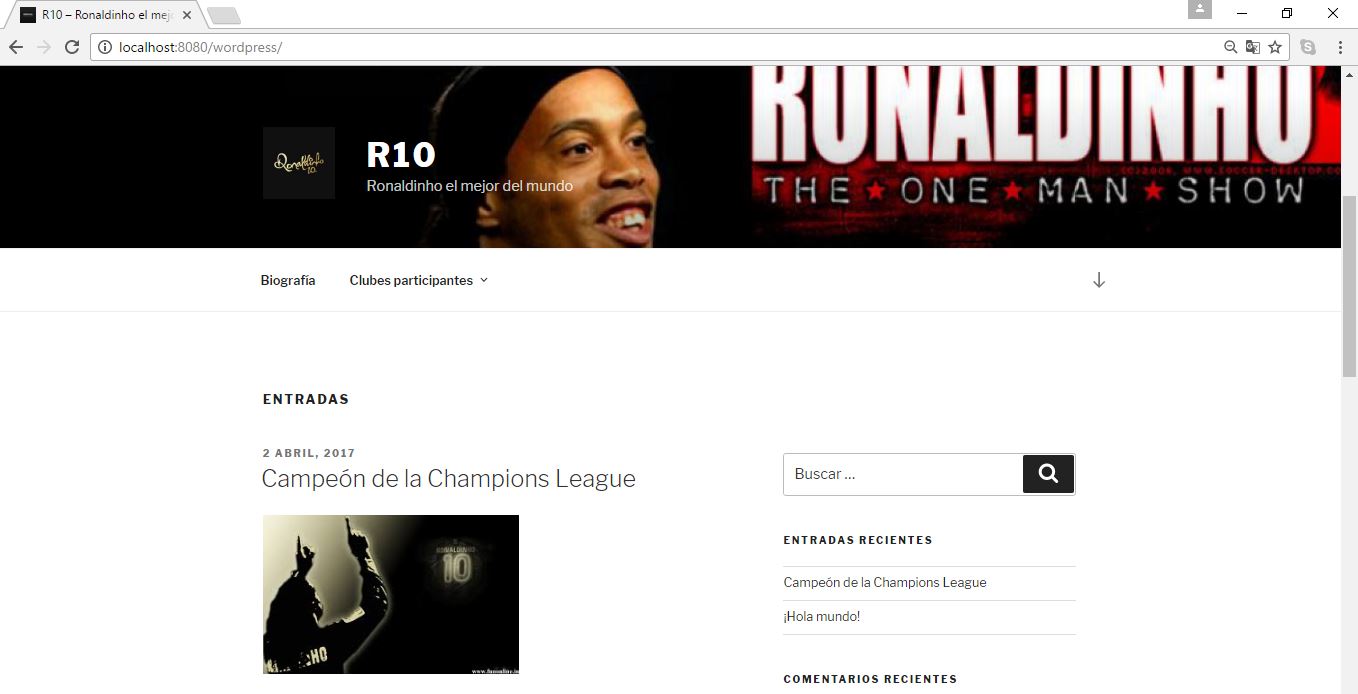 R10 – Ronaldinho el mej
localhost:8080/wordpress/
RONALDINHO
THE ★ ONE ★ MAN ★ SHOW
Ronaldinho
10
R10
Ronaldinho el mejor del mundo
Biografía
Clubes participantes
ENTRADAS
2 ABRIL, 2017
Campeón de la Champions League
RONALDINHO
10
Buscar ...
ENTRADAS RECIENTES
Campeón de la Champions League
¡Hola mundo!
COMENTARIOS RECIENTES